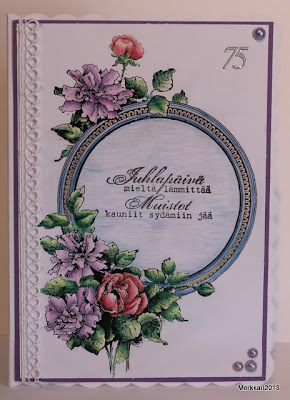 75
Juhlapäivä
mieltä lämmittää
Muistot
kauniit sydämiin jää
Merkkari2013